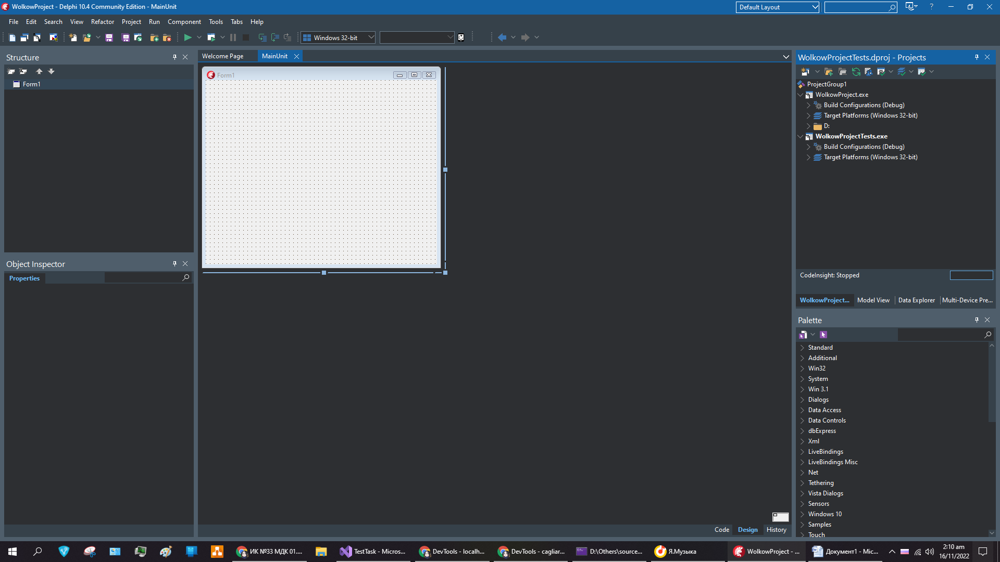 WolkowProject - Delphi 10.4 Community Edition - MainUnit
Default Layout
?
File Edit Search View Refactor Project Run Component Tools Tabs Help
Windows 32-bit
Structure
Form1
Object Inspector
Properties
Welcome Page
MainUnit
Form1
Code
Design
History
WolkowProjectTests.dproj - Projects
ProjectGroup1
WolkowProject.exe
Build Configurations (Debug)
Target Platforms (Windows 32-bit)
D:
WolkowProjectTests.exe
Build Configurations (Debug)
Target Platforms (Windows 32-bit)
CodeInsight: Stopped
WolkowProject...
Model View
Data Explorer
Multi-Device Pre...
Palette
Standard
Additional
Win32
System
Win 3.1
Dialogs
Data Access
Data Controls
dbExpress
Xml
LiveBindings
LiveBindings Misc
Net
Tethering
Vista Dialogs
Sensors
Windows 10
Samples
Touch
ИК №33 МДК 01....
TestTask - Micros...
DevTools - localh...
DevTools - cagliar...
D:\Others\source...
Я.Музыка
WolkowProject - ...
Документ1 - Mic...
2:10 am
16/11/2022